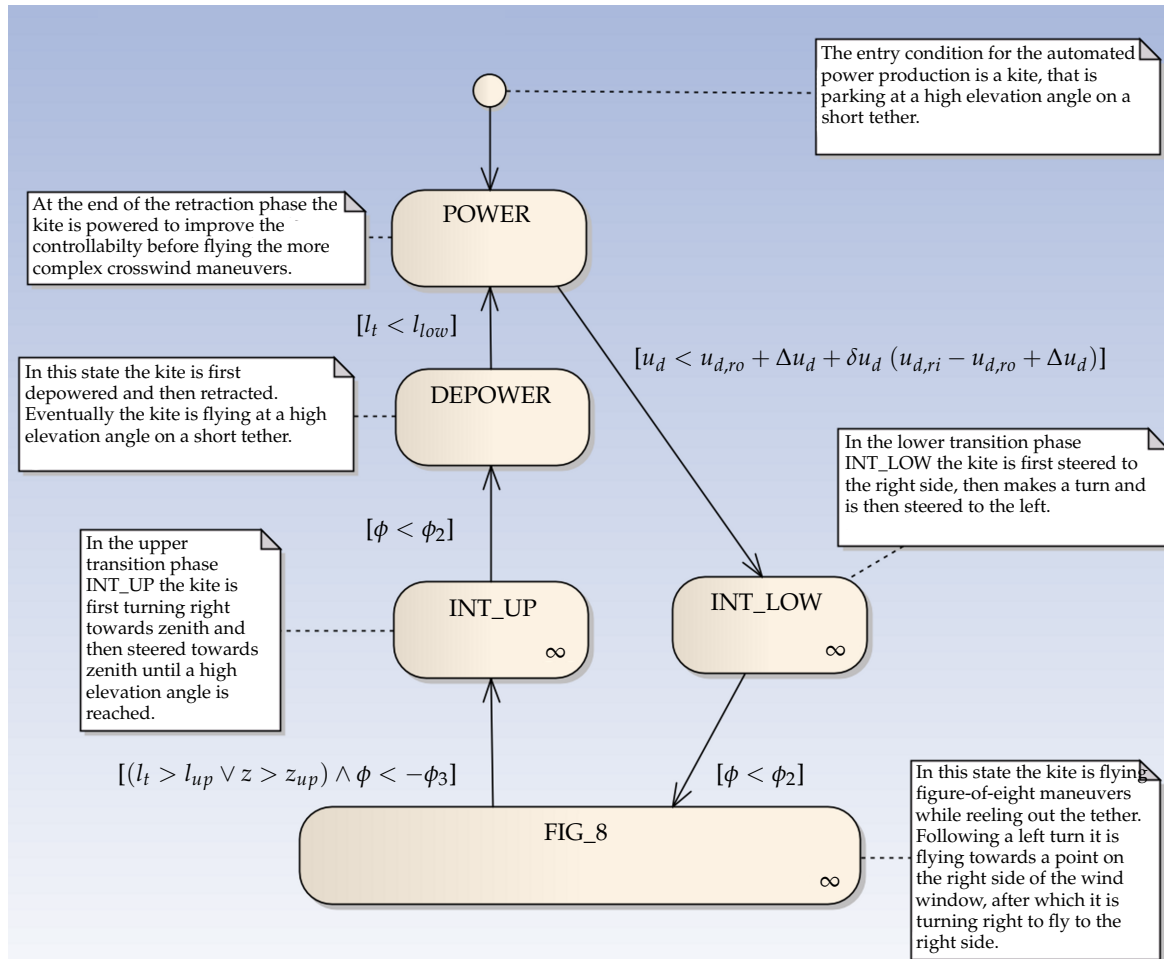 The entry condition for the automated
power production is a kite, that is
parking at a high elevation angle on a
short tether.
At the end of the retraction phase the
kite is powered to improve the
controllabilty before flying the more
complex crosswind maneuvers.
POWER
[l_t < l_{low}]
[u_d < u_{d,ro} + Δu_d + δu_d (u_{d,ri} − u_{d,ro} + Δu_d)]
In this state the kite is first
depowered and then retracted.
Eventually the kite is flying at a high
elevation angle on a short tether.
DEPOWER
In the lower transition phase
INT_LOW the kite is first steered to
the right side, then makes a turn and
is then steered to the left.
[ϕ < ϕ_2]
In the upper
transition phase
INT_UP the kite is
first turning right
towards zenith and
then steered towards
zenith until a high
elevation angle is
reached.
INT_UP
∞
INT_LOW
∞
[(l_t > l_{up} ∨ z > z_{up}) ∧ ϕ < −ϕ_3]
[ϕ < ϕ_2]
FIG_8
∞
In this state the kite is flying
figure-of-eight maneuvers
while reeling out the tether.
Following a left turn it is
flying towards a point on
the right side of the wind
window, after which it is
turning right to fly to the
right side.